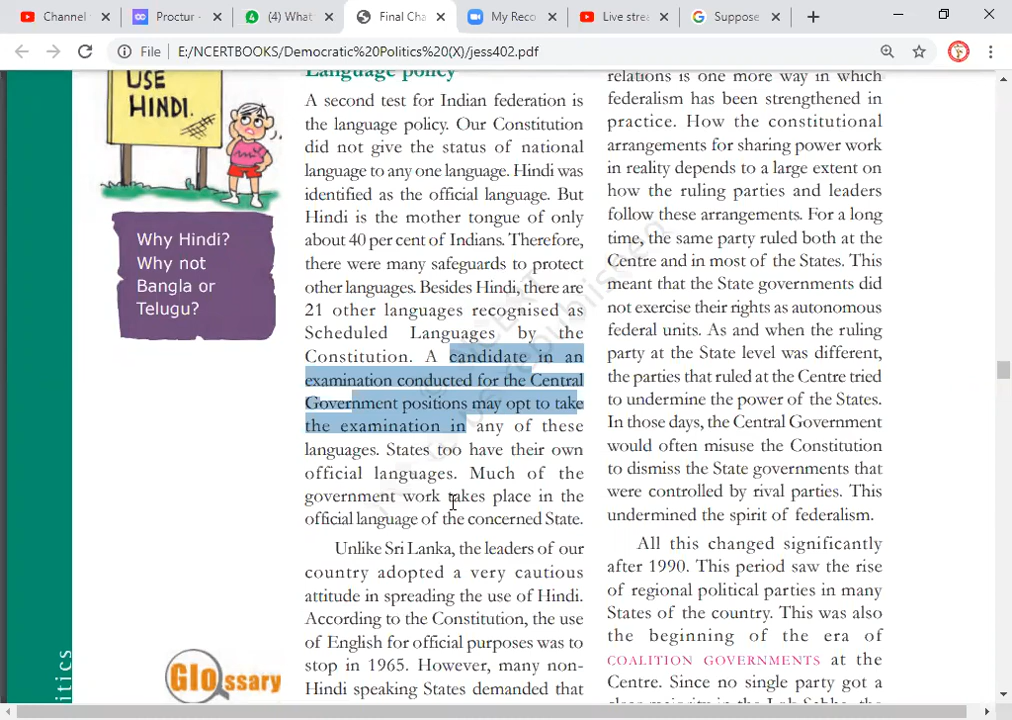 Channel
Proctur -
(4) What
Final Cha
My Reco
Live stre
Suppose
File
E:/NCERTBOOKS/Democratic%20Politics%20(X)/jess402.pdf
USE
HINDI.
Why Hindi?
Why not
Bangla or
Telugu?
Language policy
A second test for Indian federation is
the language policy. Our Constitution
did not give the status of national
language to any one language. Hindi was
identified as the official language. But
Hindi is the mother tongue of only
about 40 per cent of Indians. Therefore,
there were many safeguards to protect
other languages. Besides Hindi, there are
21 other languages recognised as
Scheduled Languages by the
Constitution. A candidate in an
examination conducted for the Central
Government positions may opt to take
the examination in any of these
languages. States too have their own
official languages. Much of the
government work takes place in the
official language of the concerned State.
Unlike Sri Lanka, the leaders of our
country adopted a very cautious
attitude in spreading the use of Hindi.
According to the Constitution, the use
of English for official purposes was to
stop in 1965. However, many non-
Hindi speaking States demanded that
relations is one more way in which
federalism has been strengthened in
practice. How the constitutional
arrangements for sharing power work
in reality depends to a large extent on
how the ruling parties and leaders
follow these arrangements. For a long
time, the same party ruled both at the
Centre and in most of the States. This
meant that the State governments did
not exercise their rights as autonomous
federal units. As and when the ruling
party at the State level was different,
the parties that ruled at the Centre tried
to undermine the power of the States.
In those days, the Central Government
would often misuse the Constitution
to dismiss the State governments that
were controlled by rival parties. This
undermined the spirit of federalism.
All this changed significantly
after 1990. This period saw the rise
of regional political parties in many
States of the country. This was also
the beginning of the era of
COALITION GOVERNMENTS at the
Centre. Since no single party got a
Glossary
itics